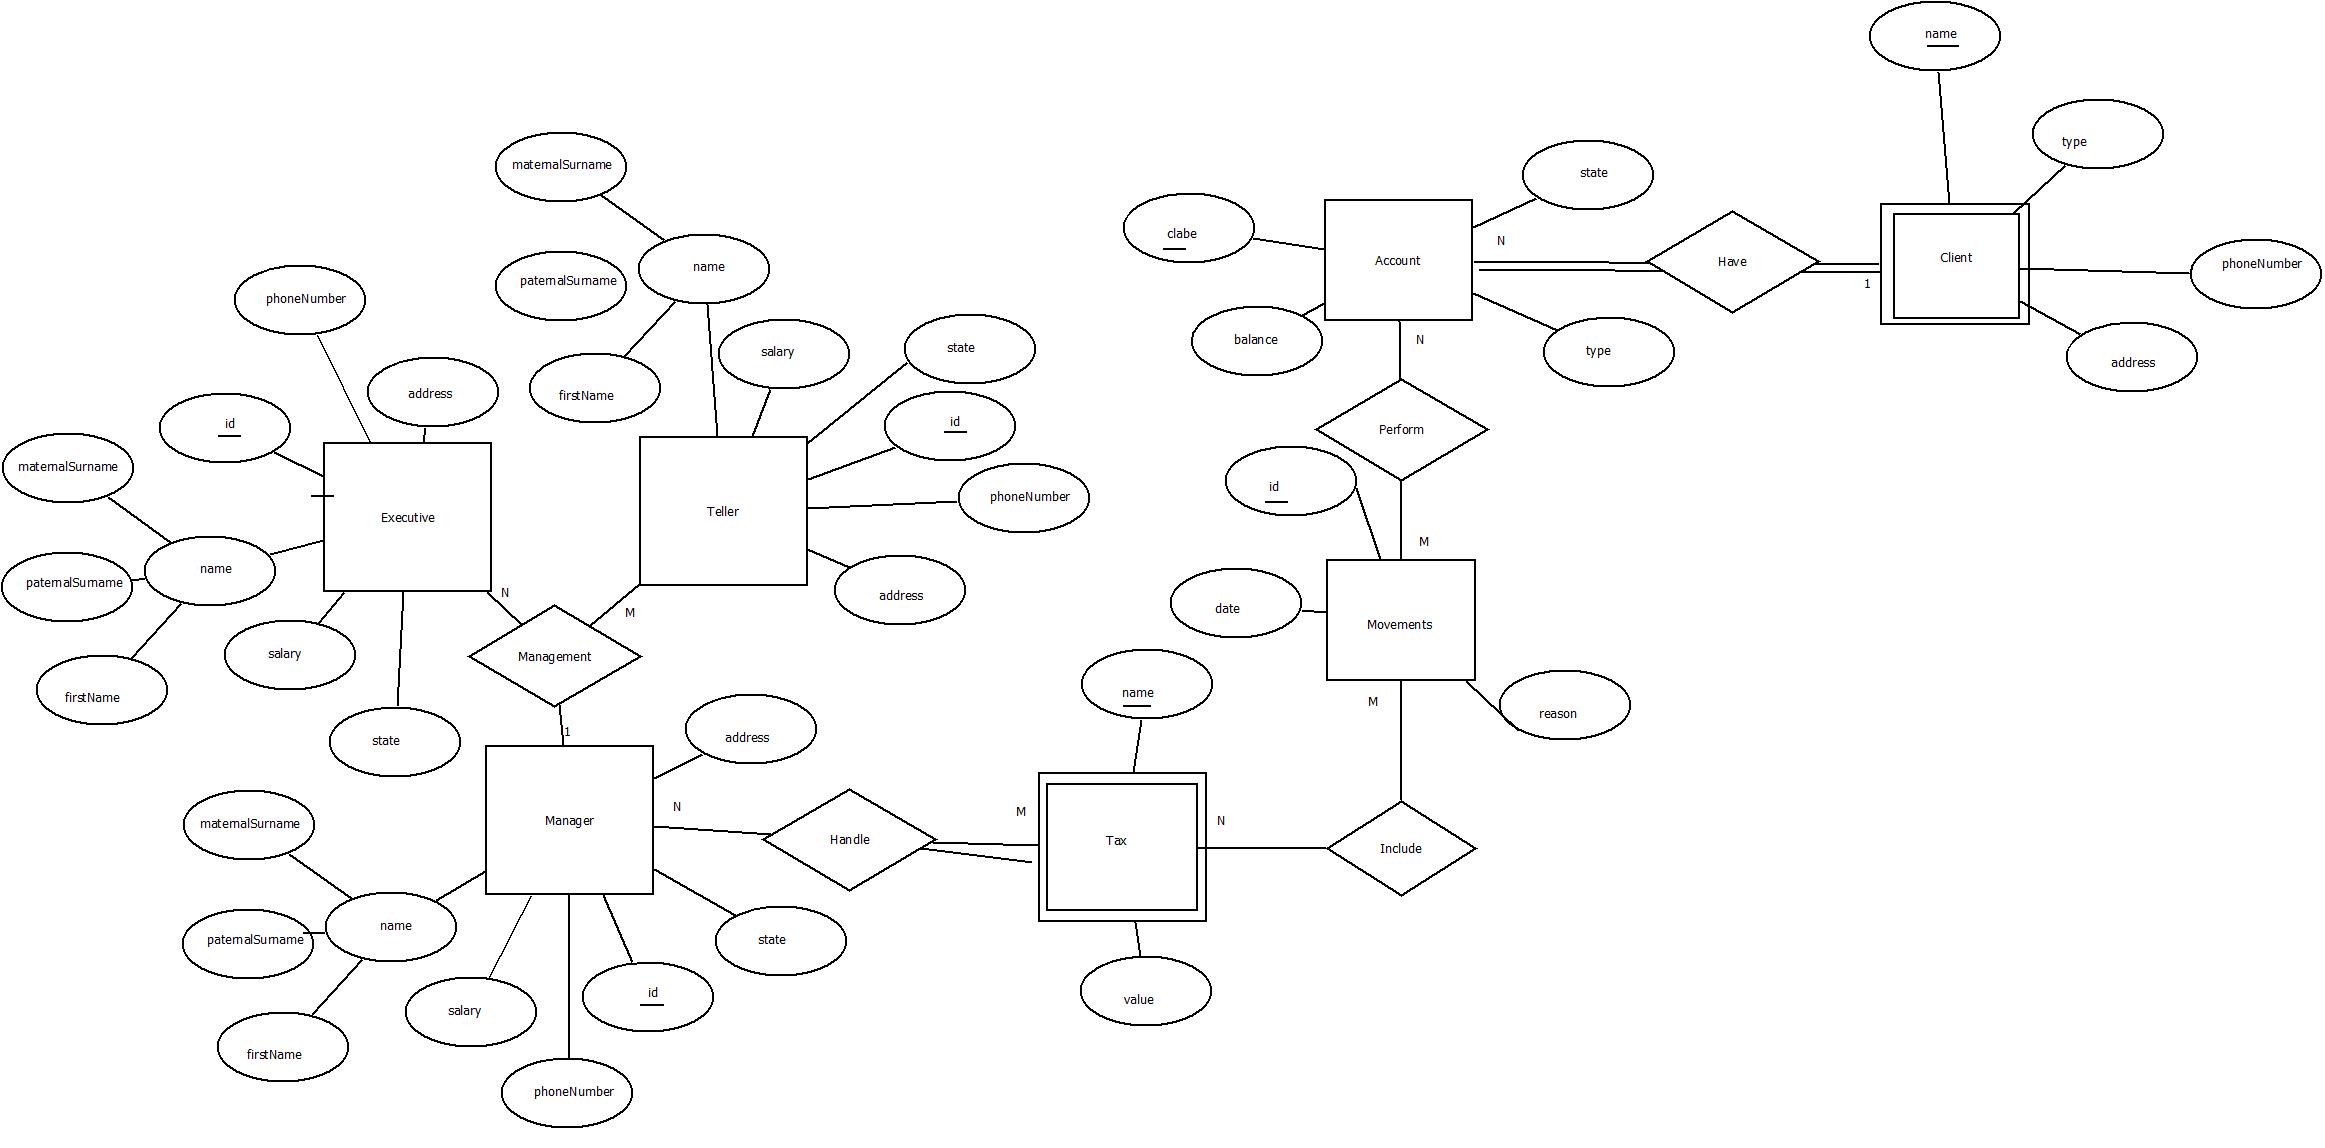 name
type
maternalSurname
state
clabe
N
name
Account
Have
Client
phoneNumber
paternalSurname
phoneNumber
1
balance
N
salary
state
type
address
address
firstName
id
id
Perform
maternalSurname
id
phoneNumber
Executive
Teller
M
paternalSurname
name
N
address
date
M
Movements
salary
Management
firstName
name
M
reason
state
1
address
N
M
N
maternalSurname
Manager
Handle
Tax
Include
name
paternalSurname
state
id
value
salary
firstName
phoneNumber